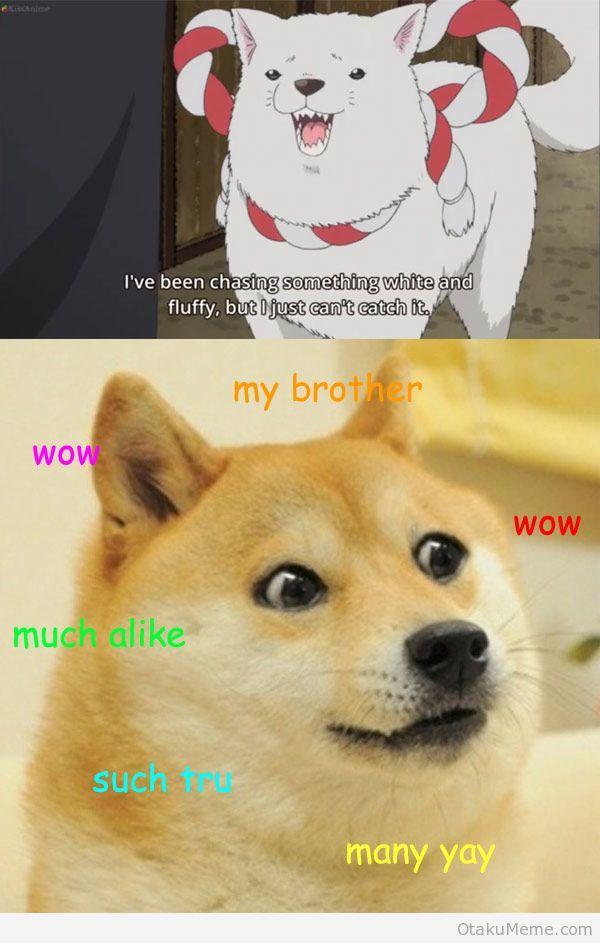 KissAnime
I've been chasing something white and
fluffy, but I just can't catch it.
my brother
wow
wow
much alike
such tru
many yay
OtakuMeme.com